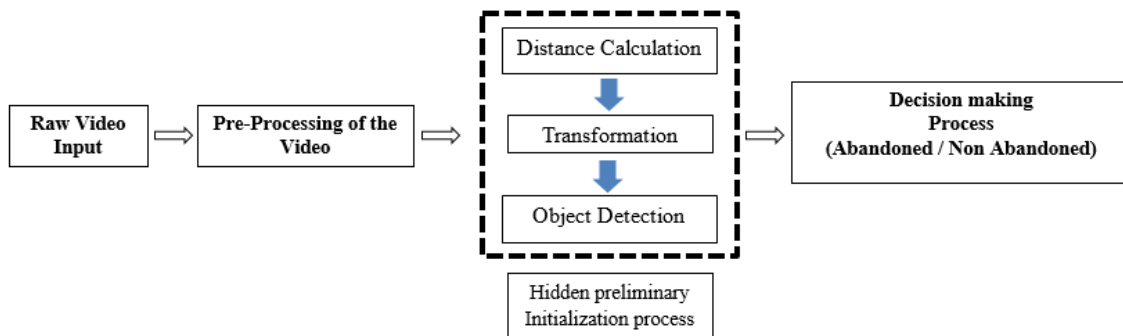 Raw Video
Input
Pre-Processing of the
Video
Distance Calculation
Transformation
Object Detection
Hidden preliminary
Initialization process
Decision making
Process
(Abandoned / Non Abandoned)